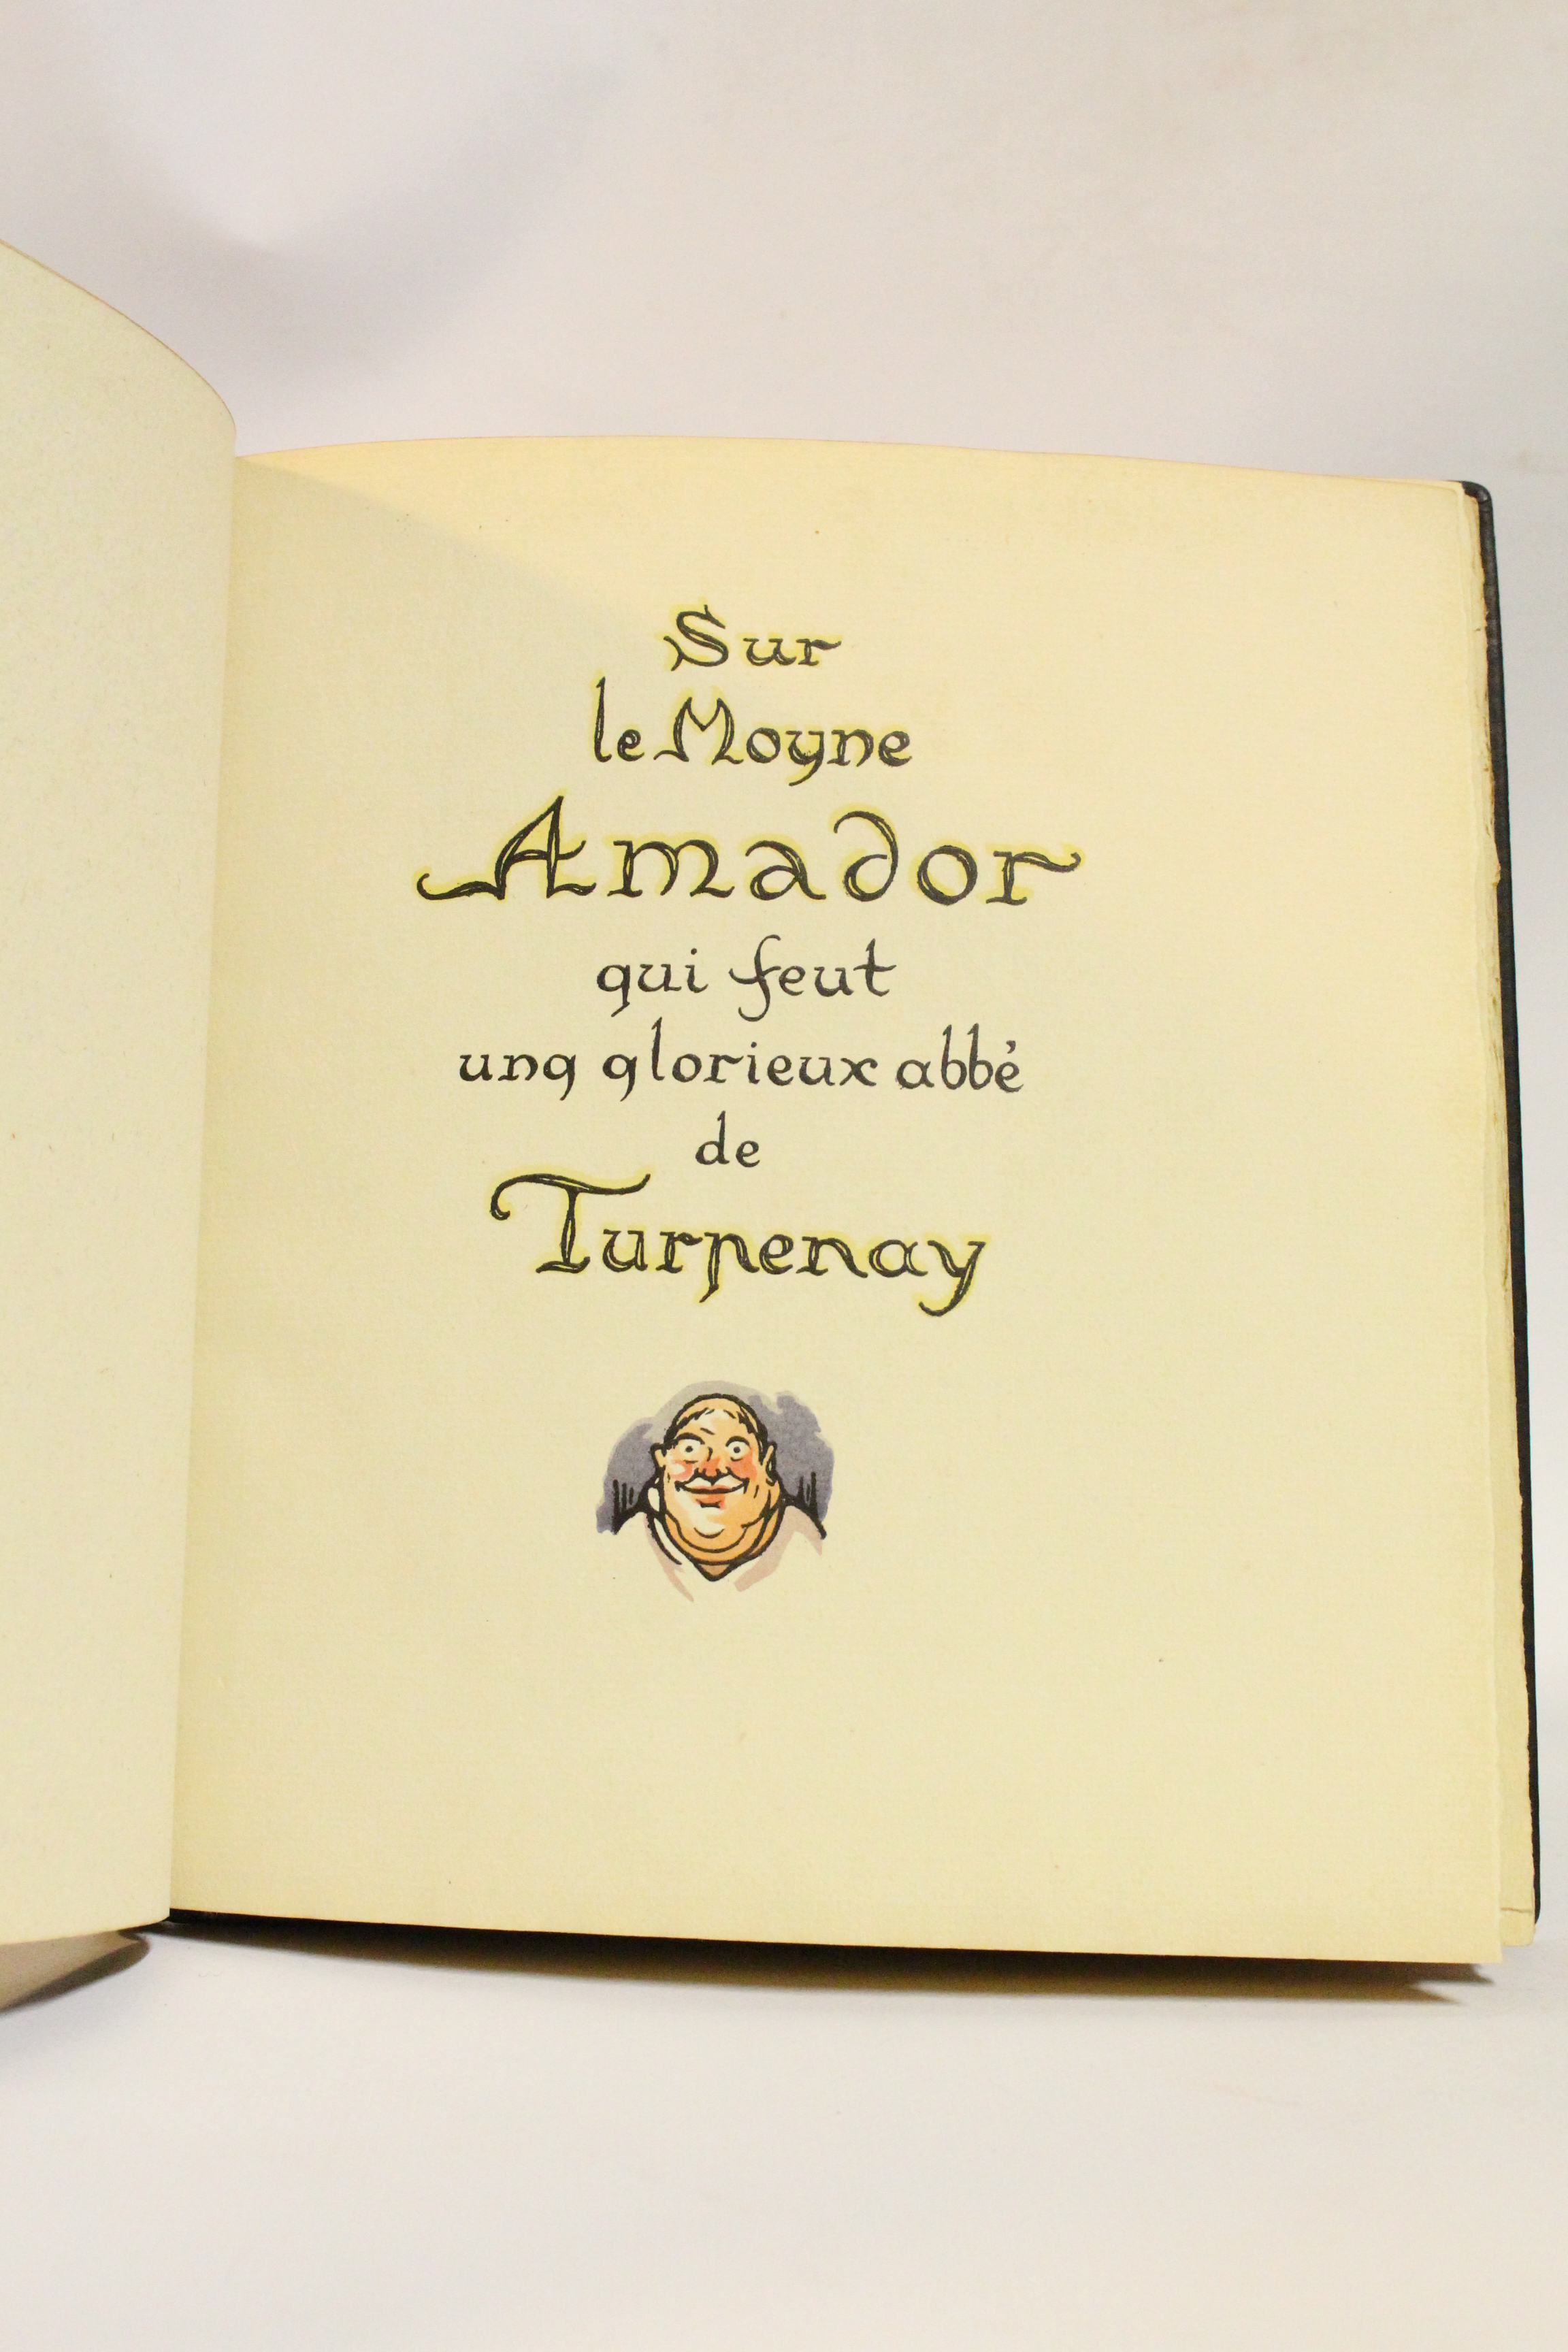 Sur
le Moyne
Amador
qui feut
ung glorieux abbé
de
Turpenay